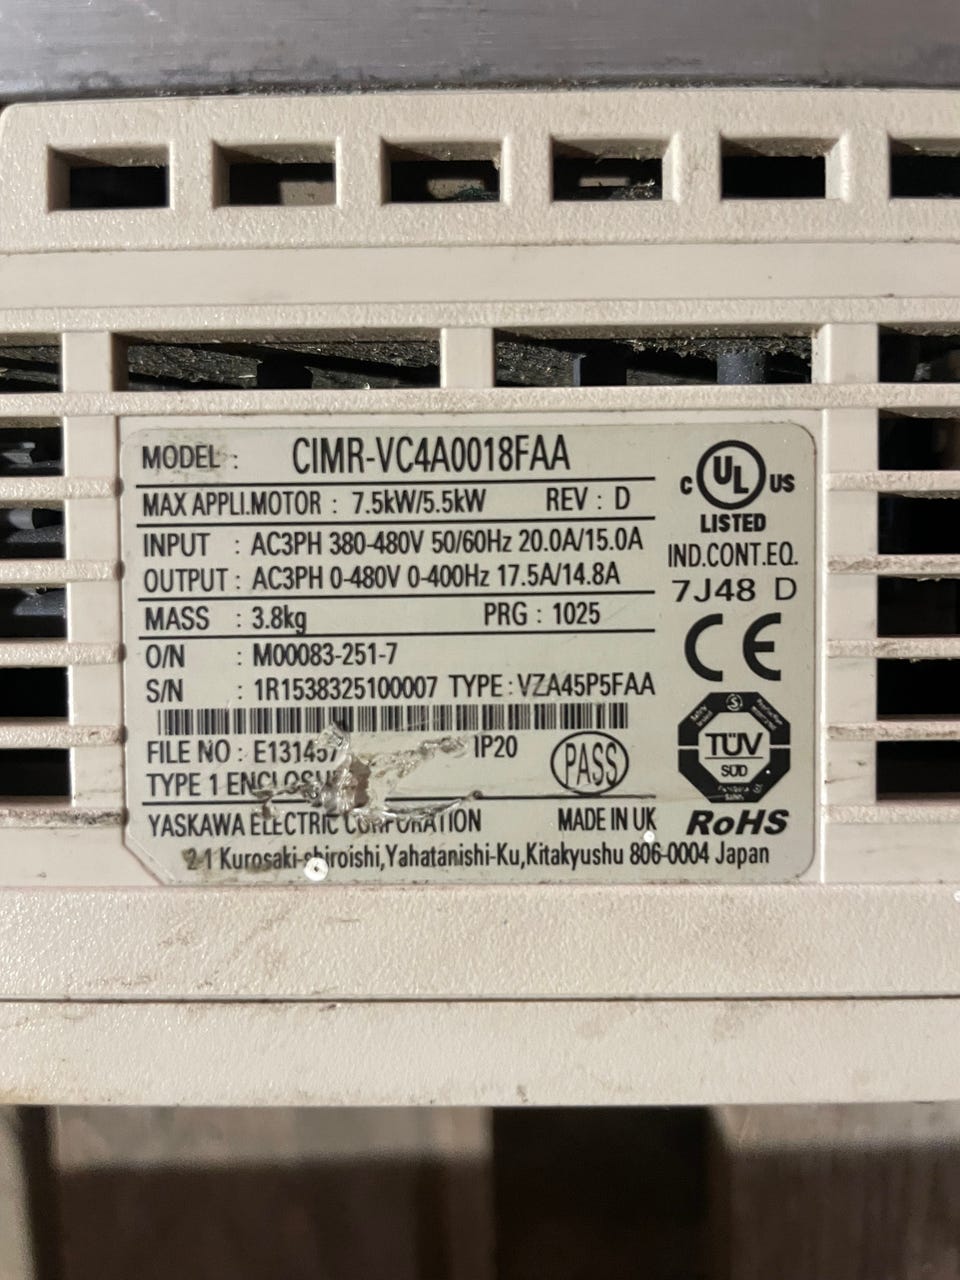 MODEL : CIMR-VC4A0018FAA
MAX APPLI.MOTOR : 7.5kW/5.5kW REV : D
INPUT : AC3PH 380-480V 50/60Hz 20.0A/15.0A
OUTPUT : AC3PH 0-480V 0-400Hz 17.5A/14.8A
MASS : 3.8kg PRG : 1025
O/N : M00083-251-7
S/N : 1R1538325100007 TYPE : VZA45P5FAA
FILE NO : E131457 IP20
TYPE 1
YASKAWA ELECTRIC CORPORATION MADE IN UK
2-1 Kurosaki-shiroishi,Yahatanishi-Ku,Kitakyushu 806-0004 Japan
PASS
C UL US
LISTED
IND.CONT.EQ.
7J48 D
CE
TÜV
SÜD
RoHS